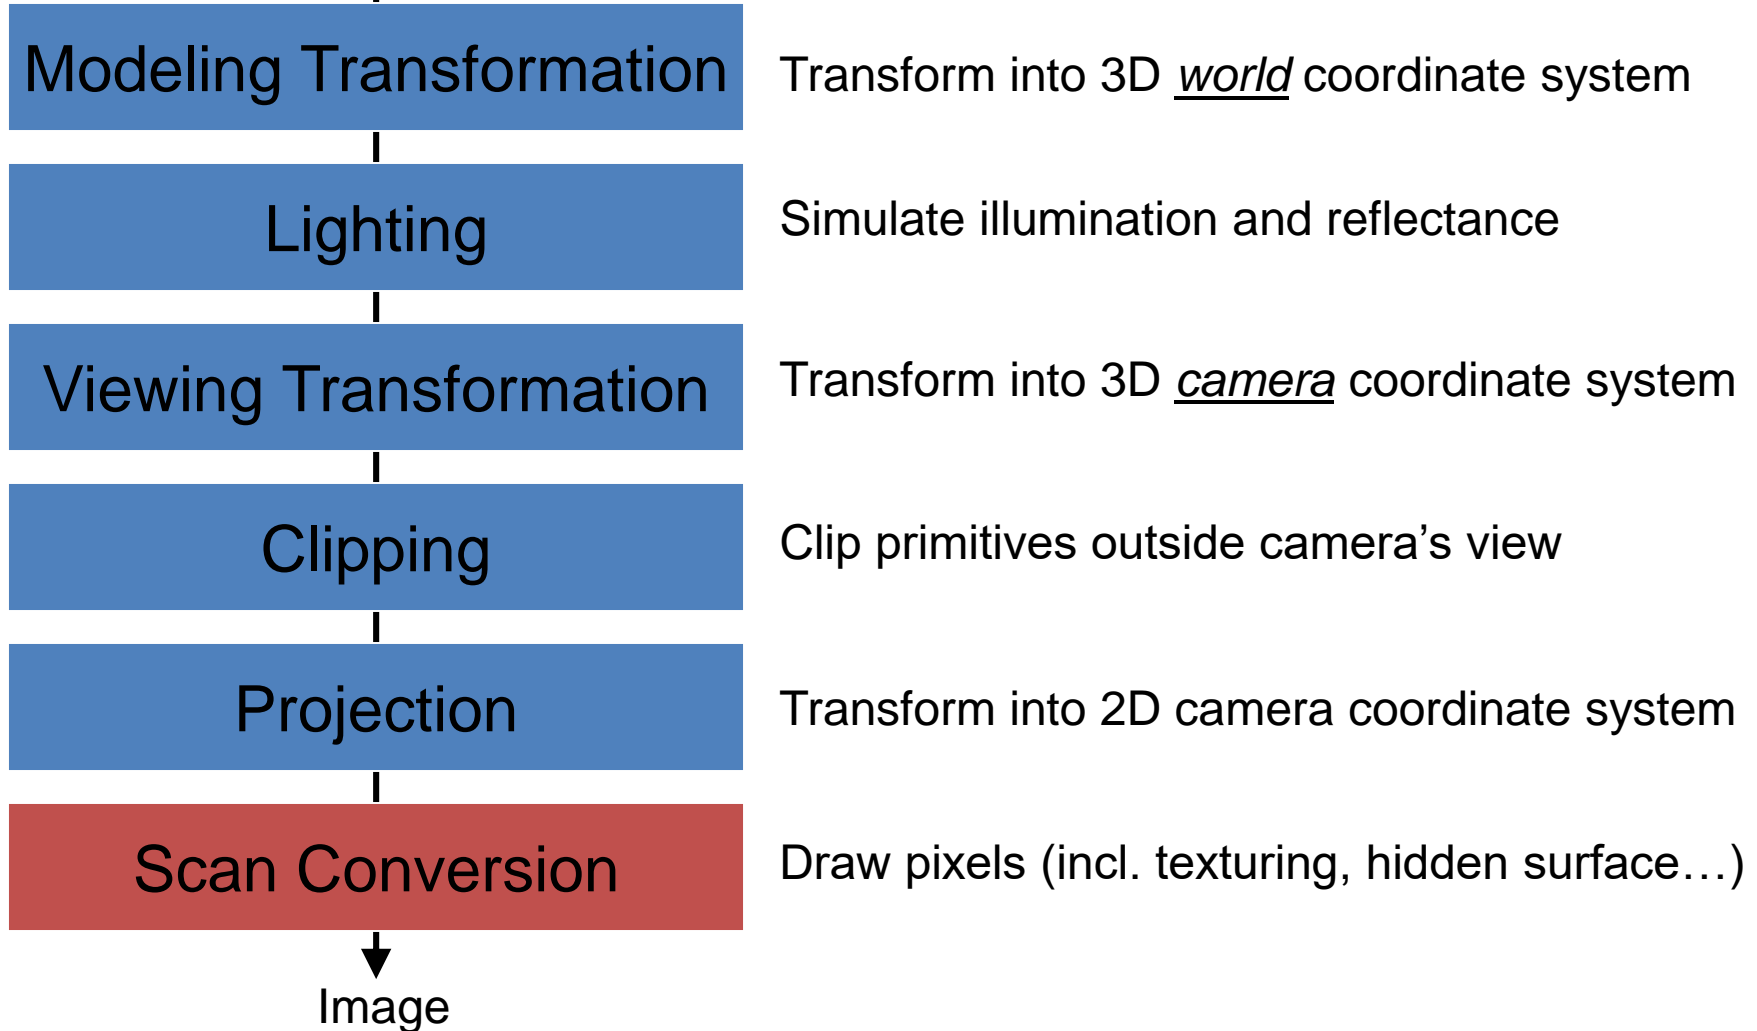 Modeling Transformation
Transform into 3D world coordinate system
Lighting
Simulate illumination and reflectance
Viewing Transformation
Transform into 3D camera coordinate system
Clipping
Clip primitives outside camera’s view
Projection
Transform into 2D camera coordinate system
Scan Conversion
Draw pixels (incl. texturing, hidden surface…)
Image